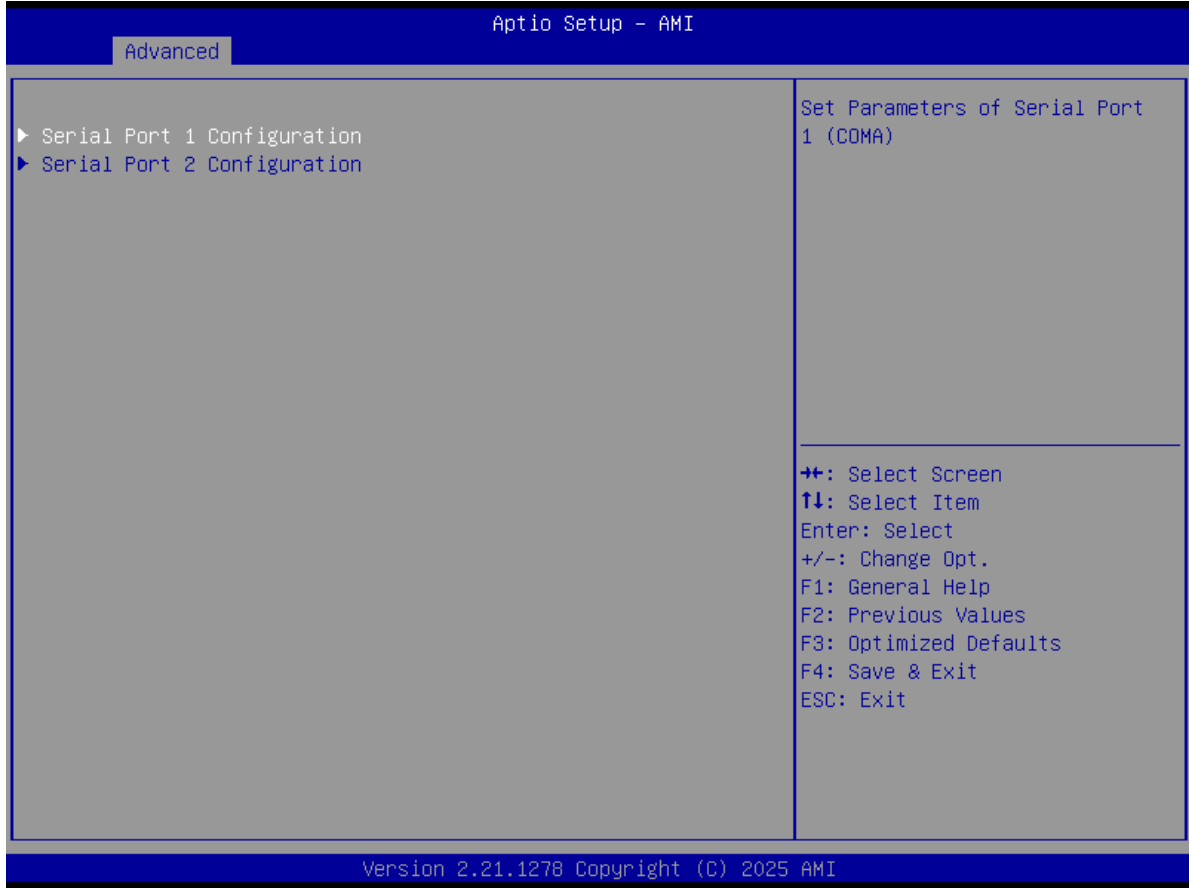 Aptio Setup – AMI
Advanced
▶ Serial Port 1 Configuration
▶ Serial Port 2 Configuration
Set Parameters of Serial Port
1 (COMA)
→←: Select Screen
↑↓: Select Item
Enter: Select
+/-: Change Opt.
F1: General Help
F2: Previous Values
F3: Optimized Defaults
F4: Save & Exit
ESC: Exit
Version 2.21.1278 Copyright (C) 2025 AMI